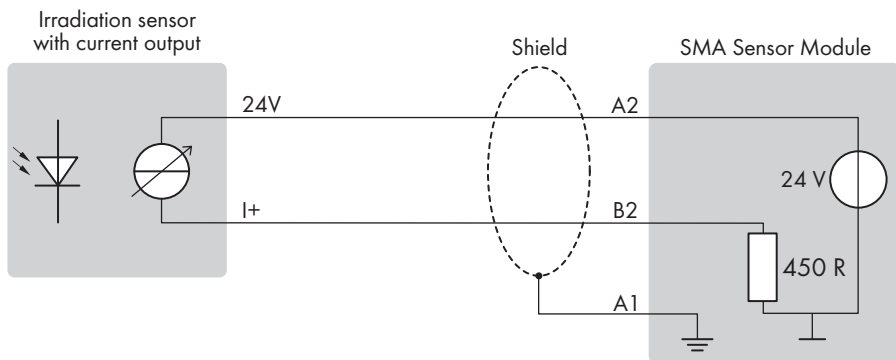 Irradiation sensor
with current output
Shield
SMA Sensor Module
24V
A2
24 V
I+
B2
450 R
A1